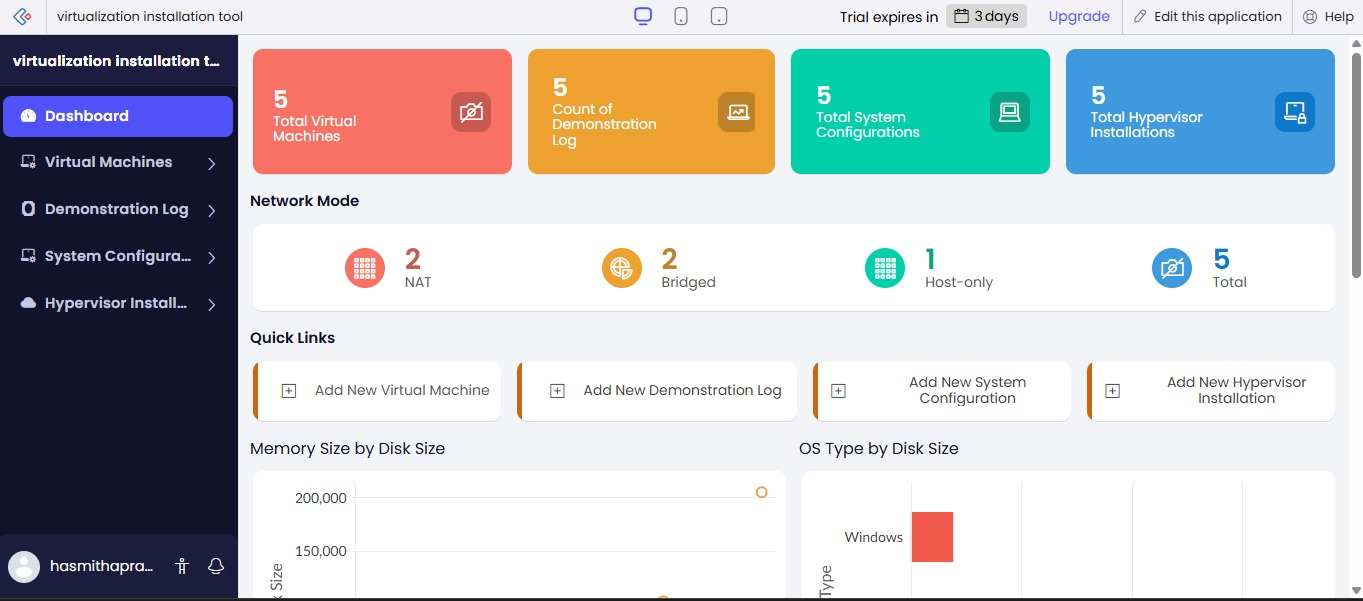 virtualization installation tool
Trial expires in 3 days Upgrade Edit this application Help
virtualization installation t...
Dashboard
Virtual Machines
Demonstration Log
System Configura...
Hypervisor Install...
hasmithapra...
5
Total Virtual
Machines
5
Count of
Demonstration
Log
5
Total System
Configurations
5
Total Hypervisor
Installations
Network Mode
2
NAT
2
Bridged
1
Host-only
5
Total
Quick Links
Add New Virtual Machine
Add New Demonstration Log
Add New System
Configuration
Add New Hypervisor
Installation
Memory Size by Disk Size
200,000
150,000
Size
OS Type by Disk Size
Windows
Type